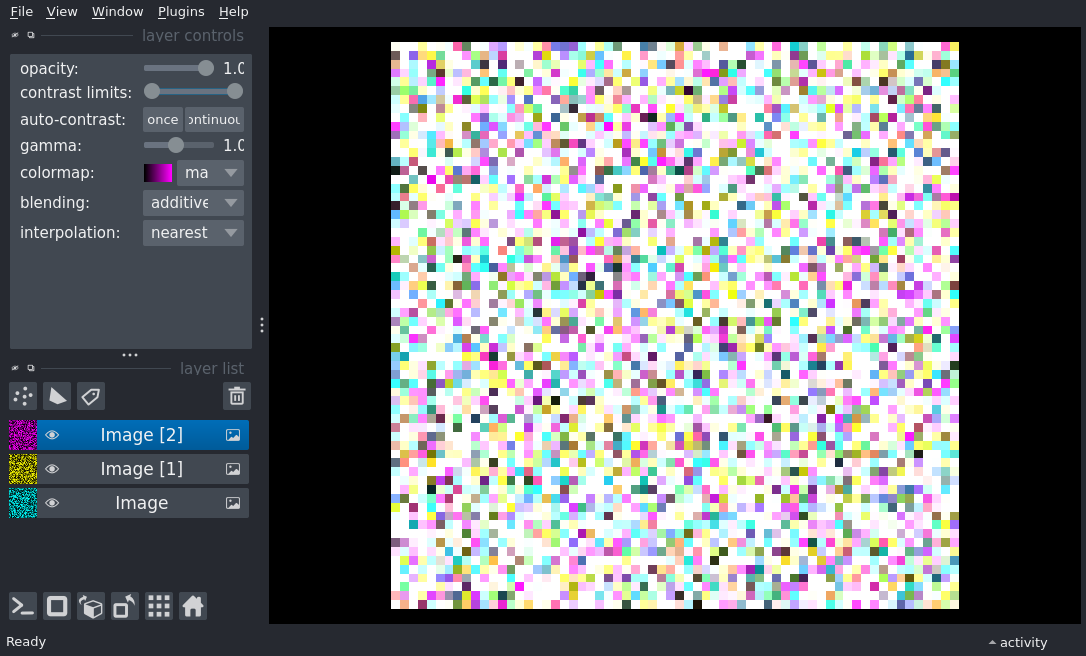 File View Window Plugins Help
layer controls
opacity: 1.0
contrast limits:
auto-contrast: once ontinuou
gamma: 1.0
colormap: ma
blending: additive
interpolation: nearest
layer list
Image [2]
Image [1]
Image
Ready
activity